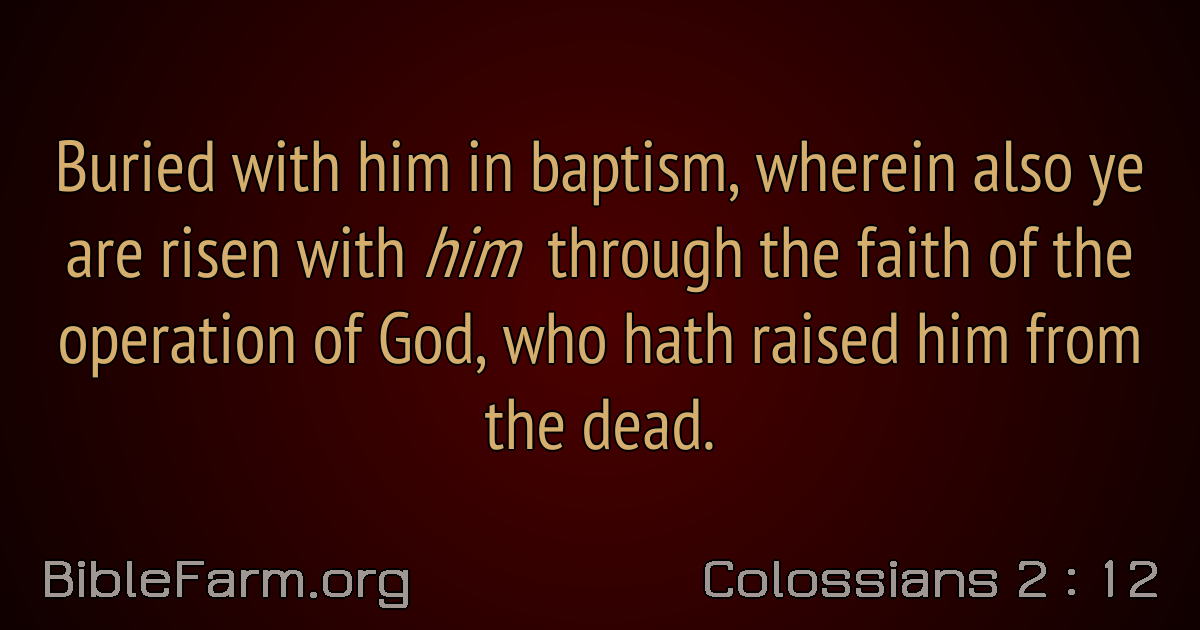 Buried with him in baptism, wherein also ye
are risen with him through the faith of the
operation of God, who hath raised him from
the dead.
BibleFarm.org
Colossians 2 : 12